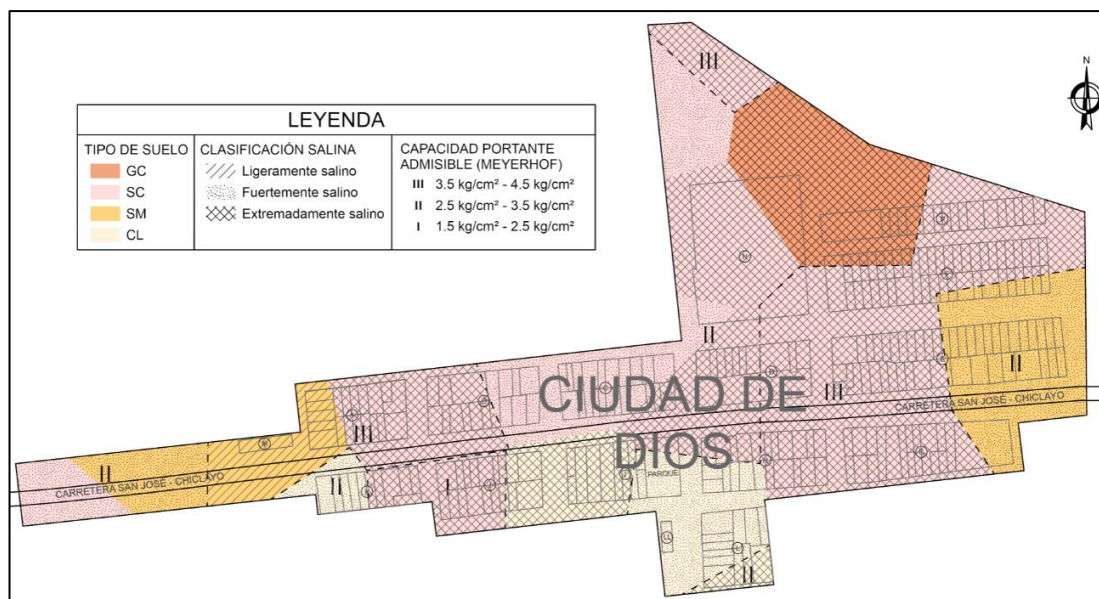 N
LEYENDA
TIPO DE SUELO
GC
SC
SM
CL
CLASIFICACIÓN SALINA
Ligeramente salino
Fuertemente salino
Extremadamente salino
CAPACIDAD PORTANTE
ADMISIBLE (MEYERHOF)
III 3.5 kg/cm² - 4.5 kg/cm²
II 2.5 kg/cm² - 3.5 kg/cm²
I 1.5 kg/cm² - 2.5 kg/cm²
III
II
II
CIUDAD DE
DIOS
III
CARRETERA SAN JOSÉ - CHICLAYO
III
II
CARRETERA SAN JOSÉ - CHICLAYO
II
I
PARQUE
II